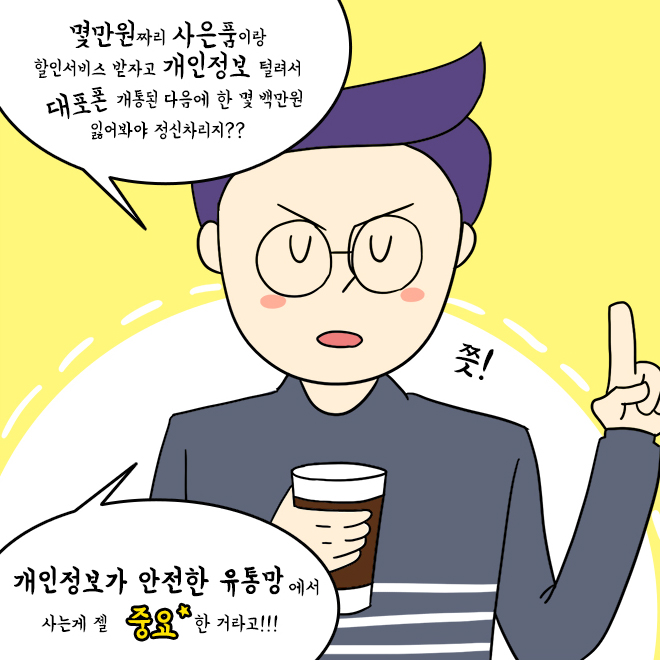 몇만원짜리 사은품이랑
할인서비스 받자고 개인정보 털려서
대포폰 개통된 다음에 한 몇 백만원
잃어봐야 정신차리지??
쯧!
개인정보가 안전한 유통망에서
사는게 젤 중요한 거라고!!!